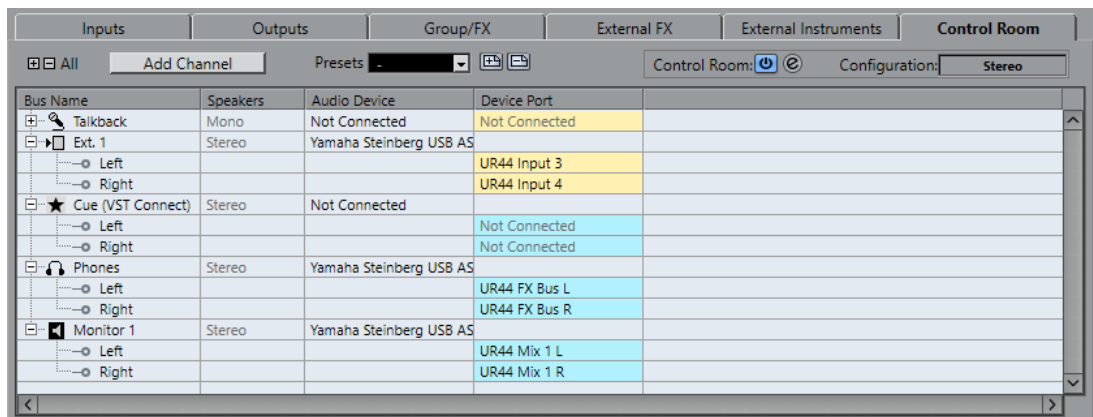 Inputs Outputs Group/FX External FX External Instruments Control Room
All Add Channel Presets - Control Room: e Configuration: Stereo
Bus Name Speakers Audio Device Device Port
Talkback Mono Not Connected Not Connected
Ext. 1 Stereo Yamaha Steinberg USB AS
Left UR44 Input 3
Right UR44 Input 4
Cue (VST Connect) Stereo Not Connected
Left Not Connected
Right Not Connected
Phones Stereo Yamaha Steinberg USB AS
Left UR44 FX Bus L
Right UR44 FX Bus R
Monitor 1 Stereo Yamaha Steinberg USB AS
Left UR44 Mix 1 L
Right UR44 Mix 1 R